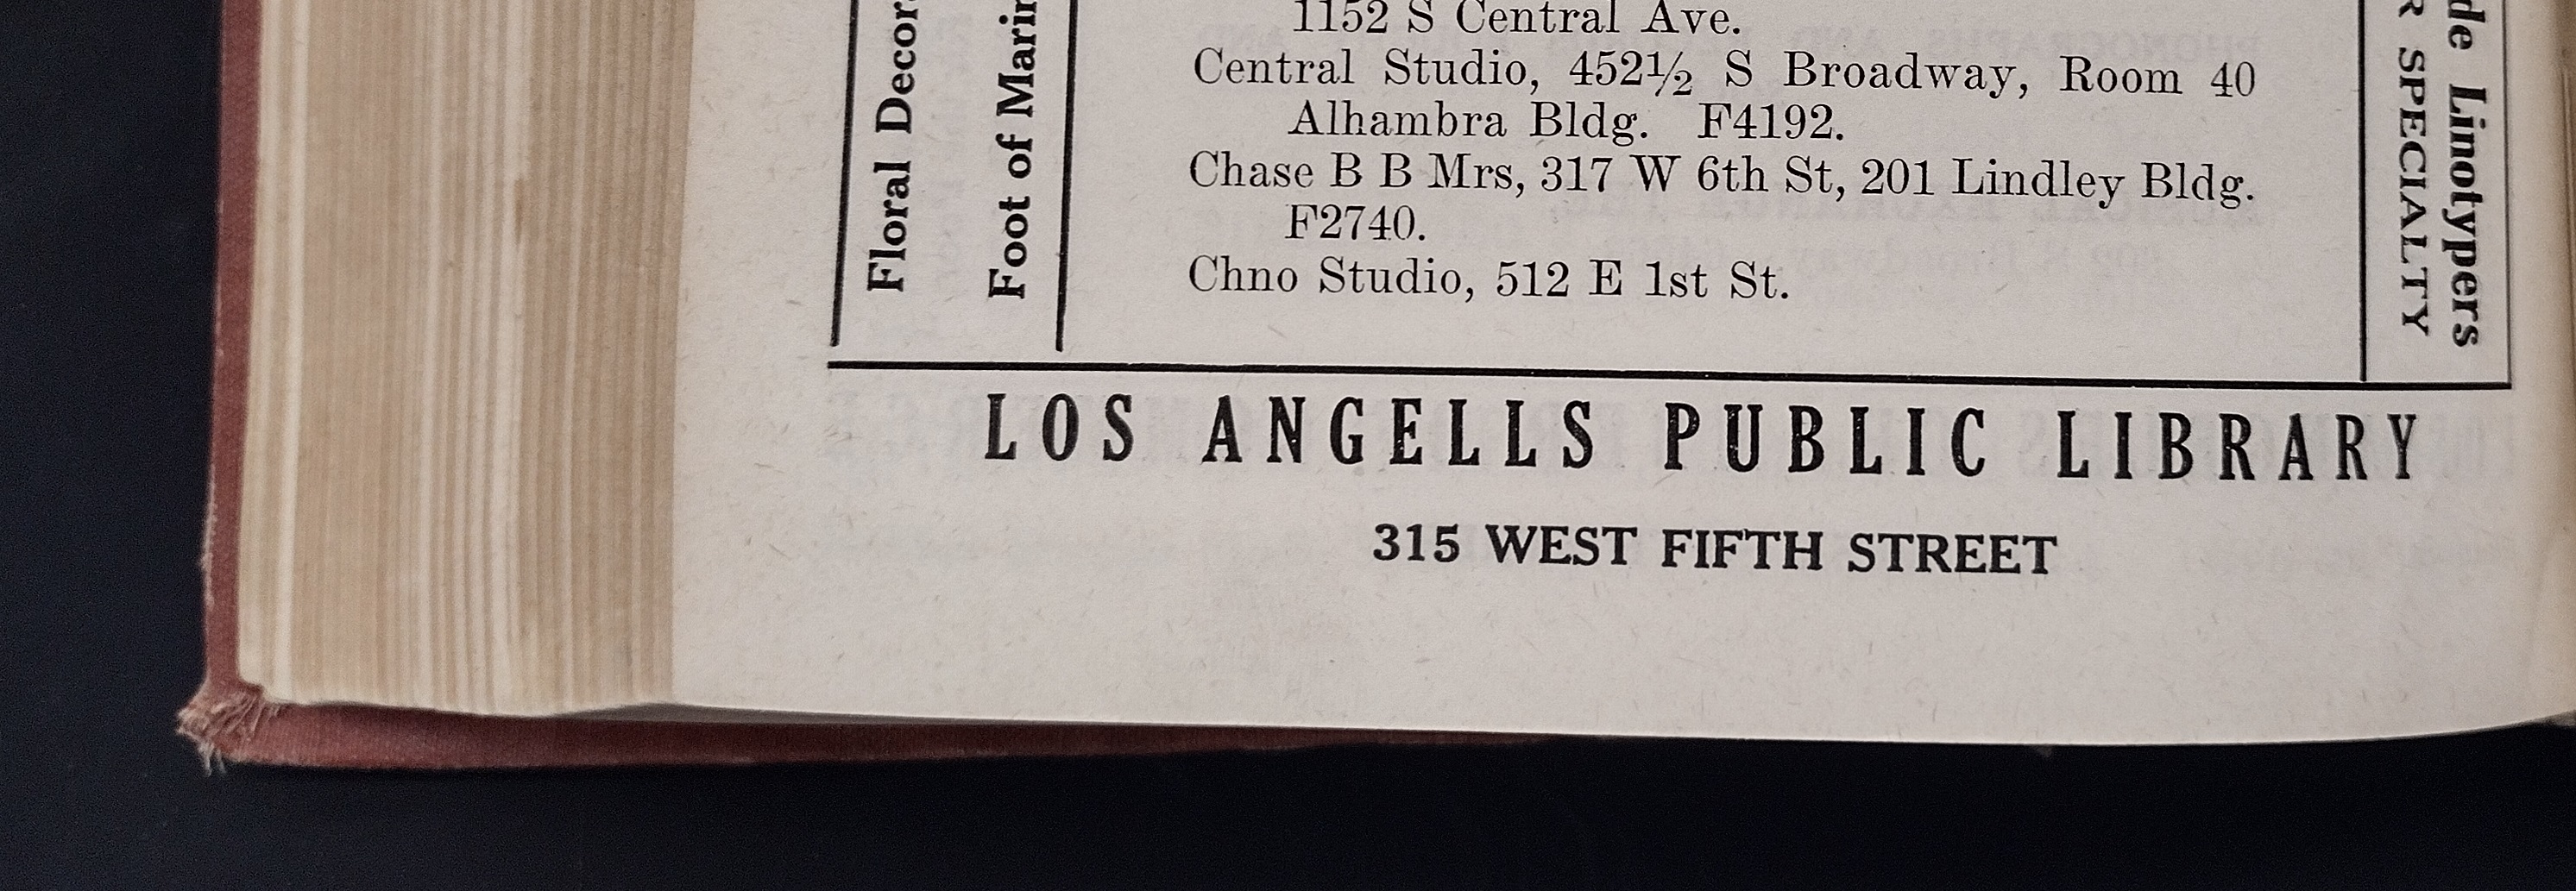 Floral Decor
Foot of Marin
1152 S Central Ave.
Central Studio, 452½ S Broadway, Room 40
Alhambra Bldg. F4192.
Chase B B Mrs, 317 W 6th St, 201 Lindley Bldg.
F2740.
Chno Studio, 512 E 1st St.
de Linotypers
R SPECIALTY
LOS ANGELLS PUBLIC LIBRARY
315 WEST FIFTH STREET